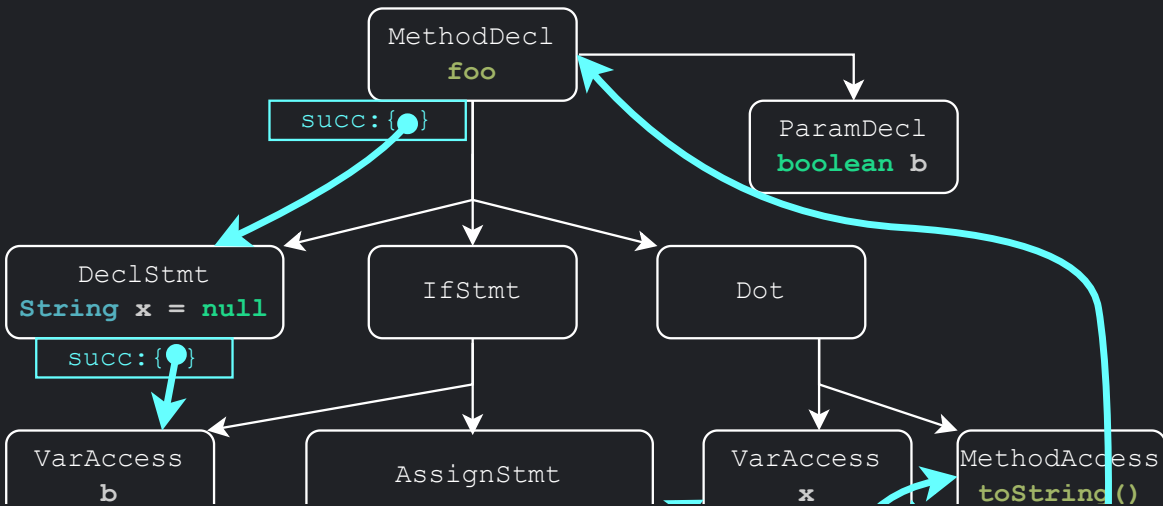 MethodDecl
foo
succ:{ }
ParamDecl
boolean b
DeclStmt
String x = null
succ:{ }
IfStmt
Dot
VarAccess
b
AssignStmt
VarAccess
x
MethodAccess
toString()